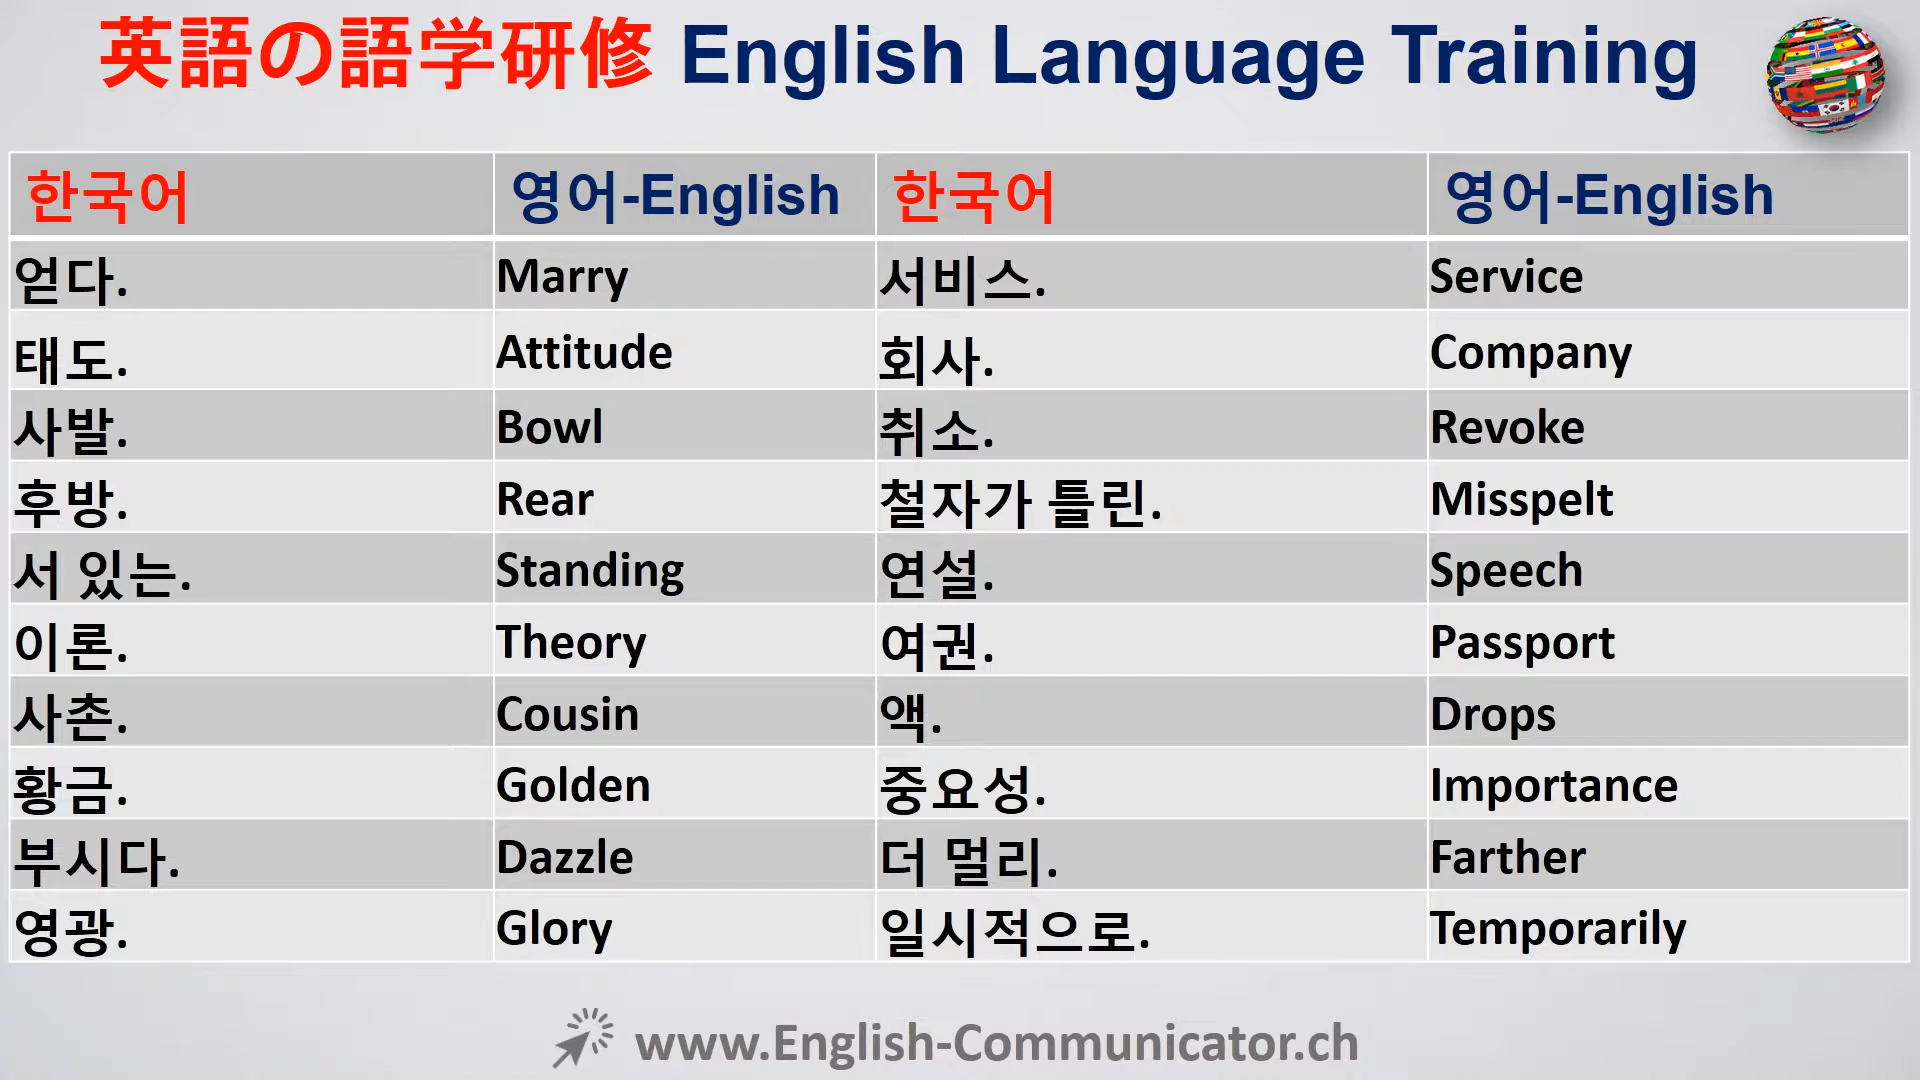 英語の語学研修 English Language Training
한국어 영어-English 한국어 영어-English
얻다. Marry 서비스. Service
태도. Attitude 회사. Company
사발. Bowl 취소. Revoke
후방. Rear 철자가 틀린. Misspelt
서 있는. Standing 연설. Speech
이론. Theory 여권. Passport
사촌. Cousin 액. Drops
황금. Golden 중요성. Importance
부시다. Dazzle 더 멀리. Farther
영광. Glory 일시적으로. Temporarily
www.English-Communicator.ch